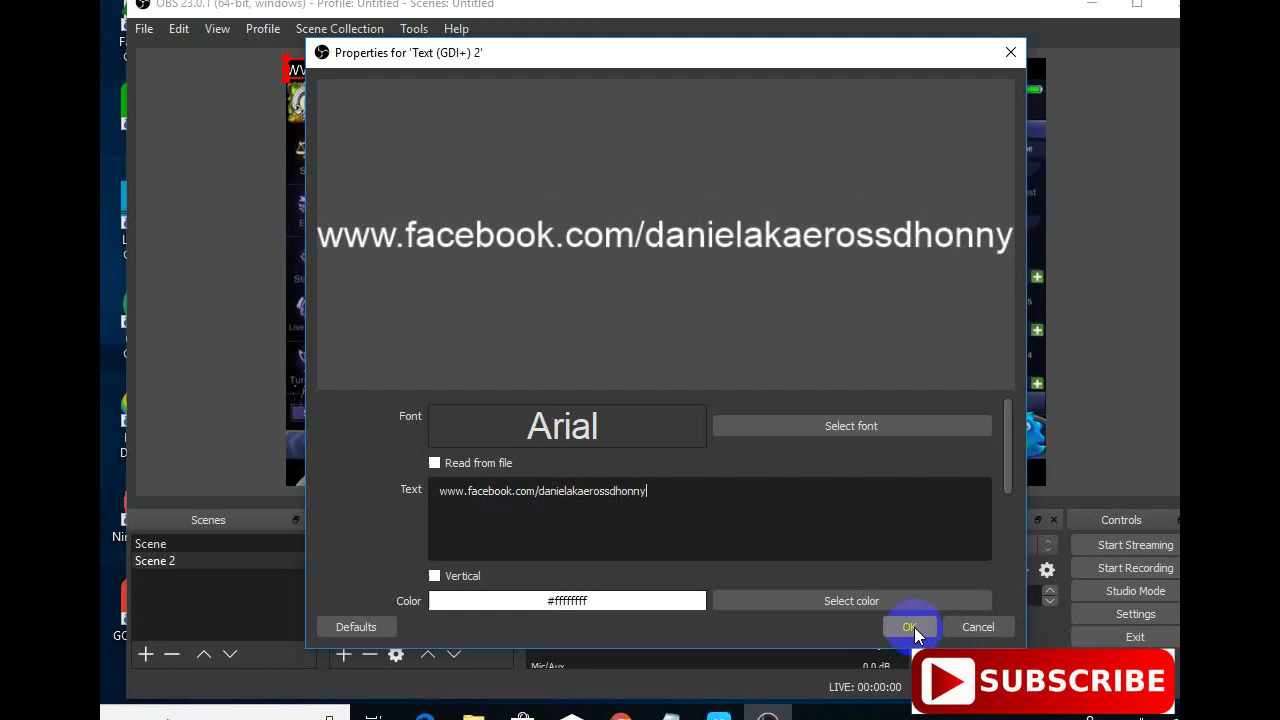 OBS 23.0.1 (64-bit, windows) - Profile: Untitled - Scenes: Untitled
File Edit View Profile Scene Collection Tools Help
Properties for 'Text (GDI+) 2'
www.facebook.com/danielakaerossdhonny
Font Arial Select font
Read from file
Text www.facebook.com/danielakaerossdhonny
Vertical
Color #ffffffff Select color
Defaults OK Cancel
Scenes Controls
Scene Start Streaming
Scene 2 Start Recording
Studio Mode
Settings
Exit
Mic/Aux 0.0 dB
LIVE: 00:00:00
SUBSCRIBE